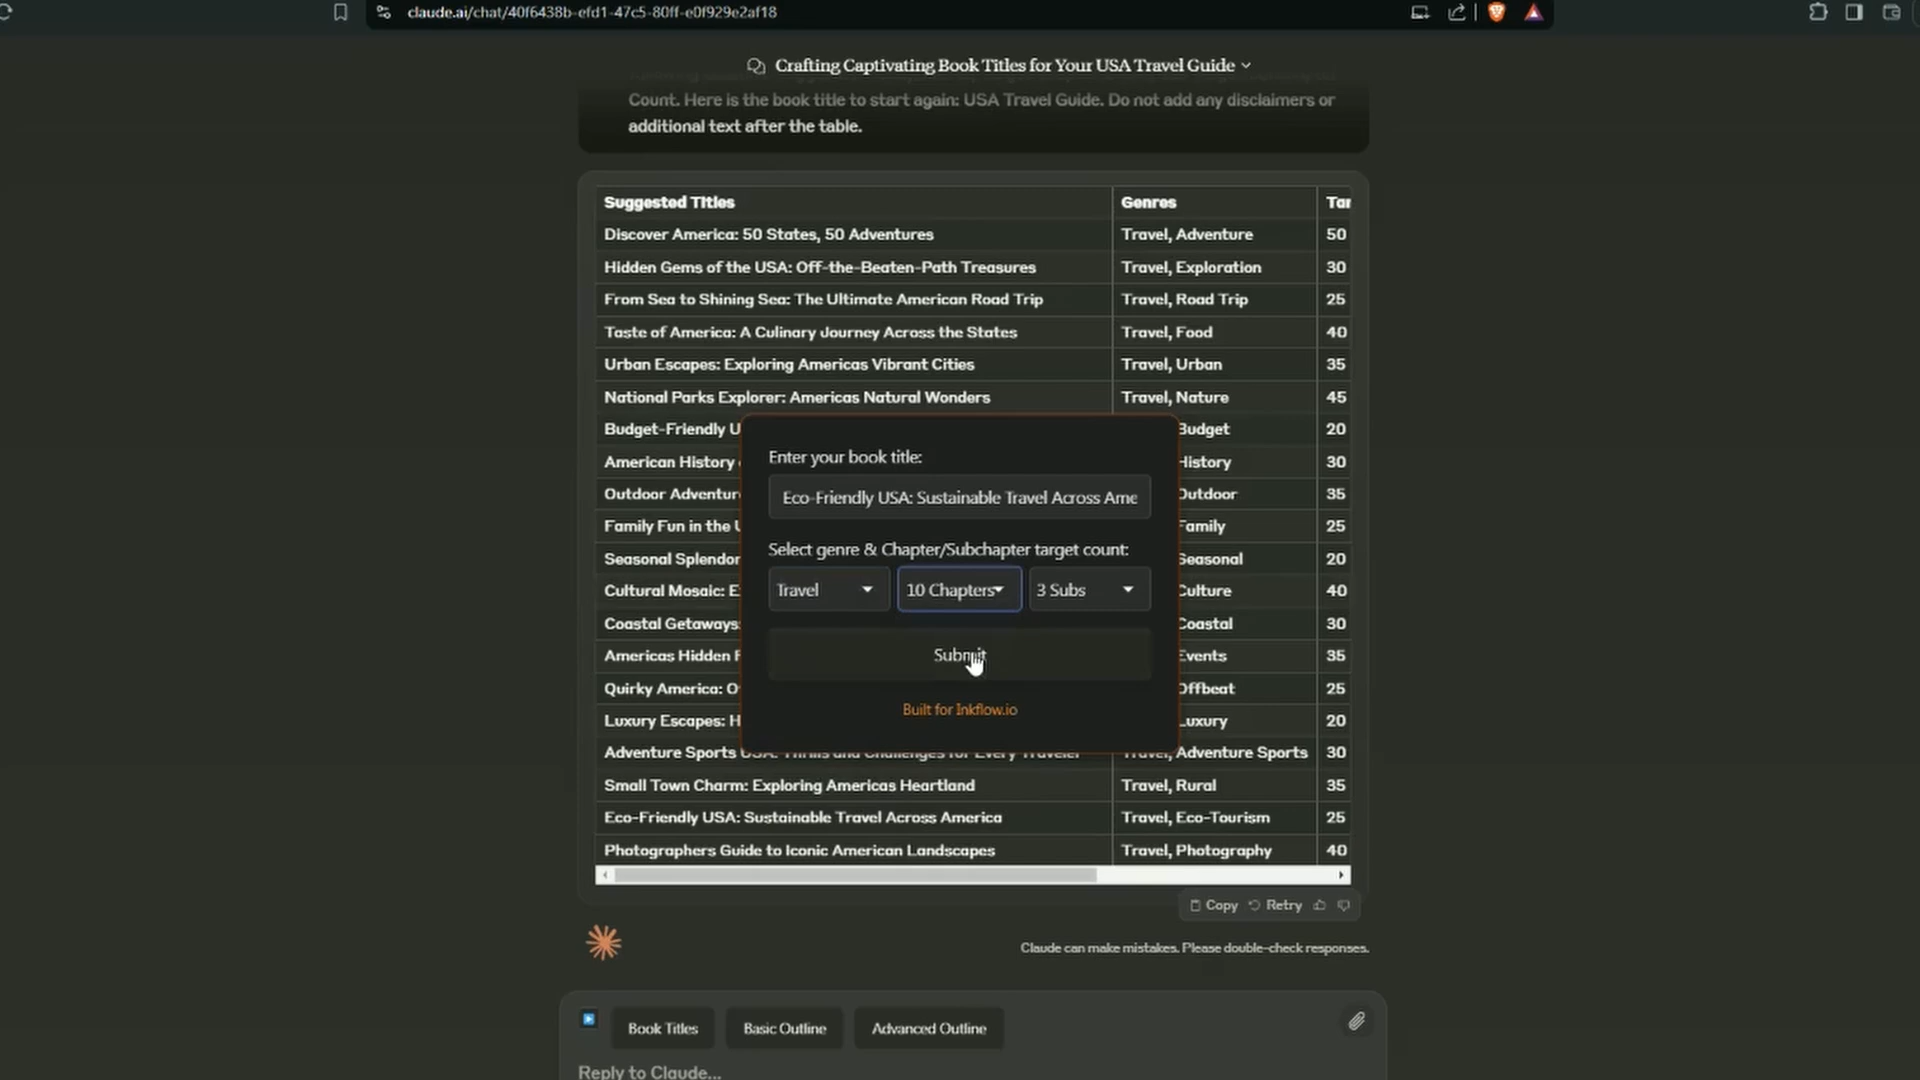 claude.ai/chat/40f6438b-efd1-47c5-80ff-e0f929e2af18
Crafting Captivating Book Titles for Your USA Travel Guide
Count. Here is the book title to start again: USA Travel Guide. Do not add any disclaimers or
additional text after the table.
Suggested Titles Genres Tar
Discover America: 50 States, 50 Adventures Travel, Adventure 50
Hidden Gems of the USA: Off-the-Beaten-Path Treasures Travel, Exploration 30
From Sea to Shining Sea: The Ultimate American Road Trip Travel, Road Trip 25
Taste of America: A Culinary Journey Across the States Travel, Food 40
Urban Escapes: Exploring Americas Vibrant Cities Travel, Urban 35
National Parks Explorer: Americas Natural Wonders Travel, Nature 45
Budget-Friendly U Budget 20
American History History 30
Outdoor Adventur Outdoor 35
Family Fun in the Family 25
Seasonal Splendor Seasonal 20
Cultural Mosaic: E Culture 40
Coastal Getaways: Coastal 30
Americas Hidden F Events 35
Quirky America: O Offbeat 25
Luxury Escapes: H Luxury 20
Adventure Sports USA: Thrills and Challenges for Every Traveler Travel, Adventure Sports 30
Small Town Charm: Exploring Americas Heartland Travel, Rural 35
Eco-Friendly USA: Sustainable Travel Across America Travel, Eco-Tourism 25
Photographers Guide to Iconic American Landscapes Travel, Photography 40
Enter your book title:
Eco-Friendly USA: Sustainable Travel Across Ame
Select genre & Chapter/Subchapter target count:
Travel 10 Chapters 3 Subs
Submit
Built for Inkflow.io
Copy Retry
Claude can make mistakes. Please double-check responses.
Book Titles Basic Outline Advanced Outline
Reply to Claude...